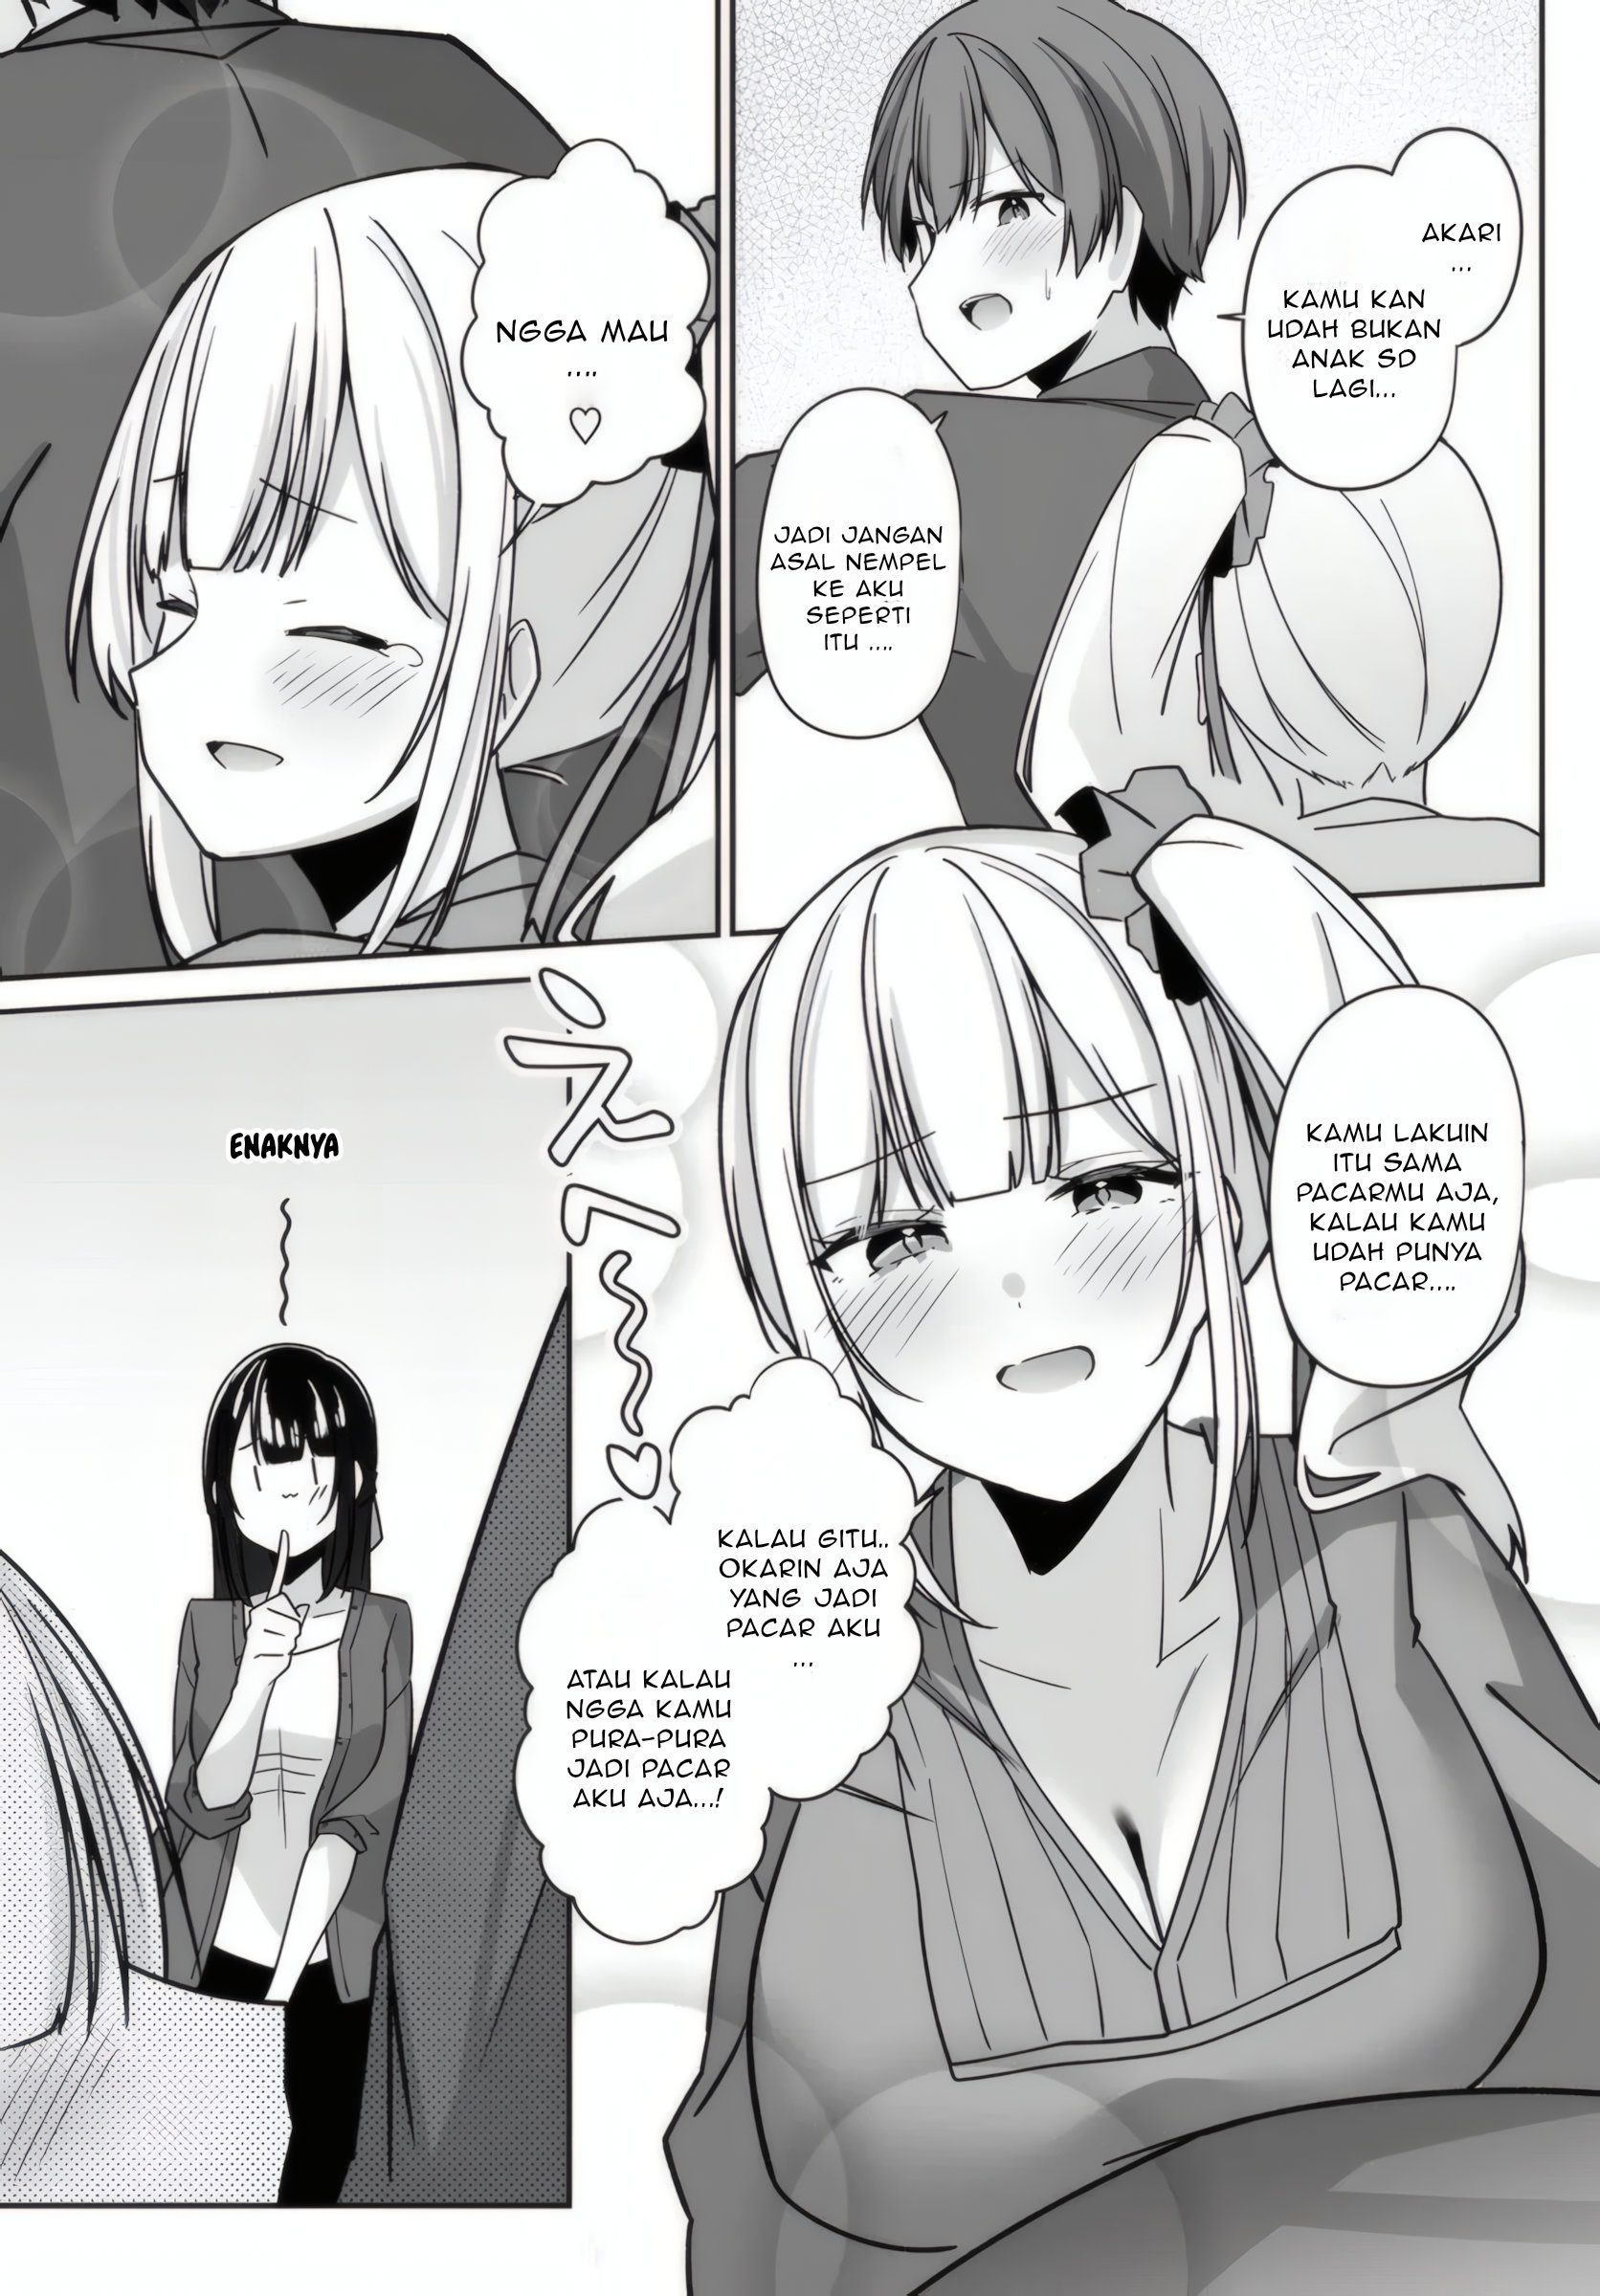 AKARI
...
KAMU KAN
UDAH BUKAN
ANAK SD
LAGI...
JADI JANGAN
ASAL NEMPEL
KE AKU
SEPERTI
ITU ....
NGGA MAU
....
♡
KAMU LAKUIN
ITU SAMA
PACARMU AJA,
KALAU KAMU
UDAH PUNYA
PACAR....
KALAU GITU..
OKARIN AJA
YANG JADI
PACAR AKU
...
ATAU KALAU
NGGA KAMU
PURA-PURA
JADI PACAR
AKU AJA...!
えへ~♡
ENAKNYA